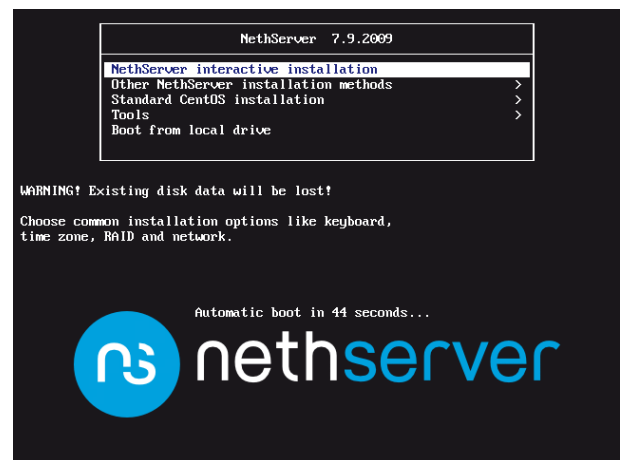 NethServer 7.9.2009
NethServer interactive installation
Other NethServer installation methods >
Standard CentOS installation >
Tools >
Boot from local drive
WARNING! Existing disk data will be lost!
Choose common installation options like keyboard,
time zone, RAID and network.
Automatic boot in 44 seconds...
ns nethserver